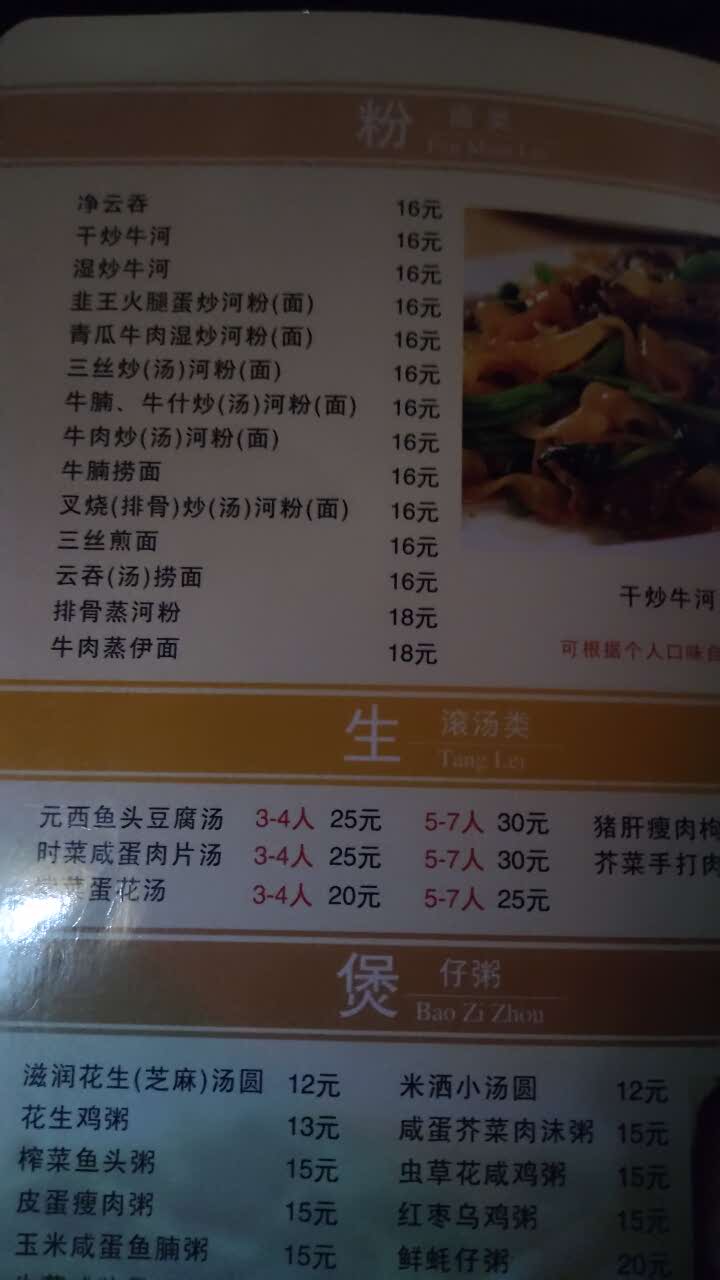 粉 面类
Fen Mian Lei
净云吞 16元
干炒牛河 16元
湿炒牛河 16元
韭王火腿蛋炒河粉(面) 16元
青瓜牛肉湿炒河粉(面) 16元
三丝炒(汤)河粉(面) 16元
牛腩、牛什炒(汤)河粉(面) 16元
牛肉炒(汤)河粉(面) 16元
牛腩捞面 16元
叉烧(排骨)炒(汤)河粉(面) 16元
三丝煎面 16元
云吞(汤)捞面 16元
排骨蒸河粉 18元
牛肉蒸伊面 18元
干炒牛河
可根据个人口味
生 滚汤类
Tang Lei
元西鱼头豆腐汤 3-4人 25元 5-7人 30元 猪肝瘦肉枸
时菜咸蛋肉片汤 3-4人 25元 5-7人 30元 芥菜手打肉
菜蛋花汤 3-4人 20元 5-7人 25元
煲 仔粥
Bao Zi Zhou
滋润花生(芝麻)汤圆 12元 米洒小汤圆 12元
花生鸡粥 13元 咸蛋芥菜肉沫粥 15元
榨菜鱼头粥 15元 虫草花咸鸡粥 15元
皮蛋瘦肉粥 15元 红枣乌鸡粥 15元
玉米咸蛋鱼腩粥 15元 鲜蚝仔粥 20元